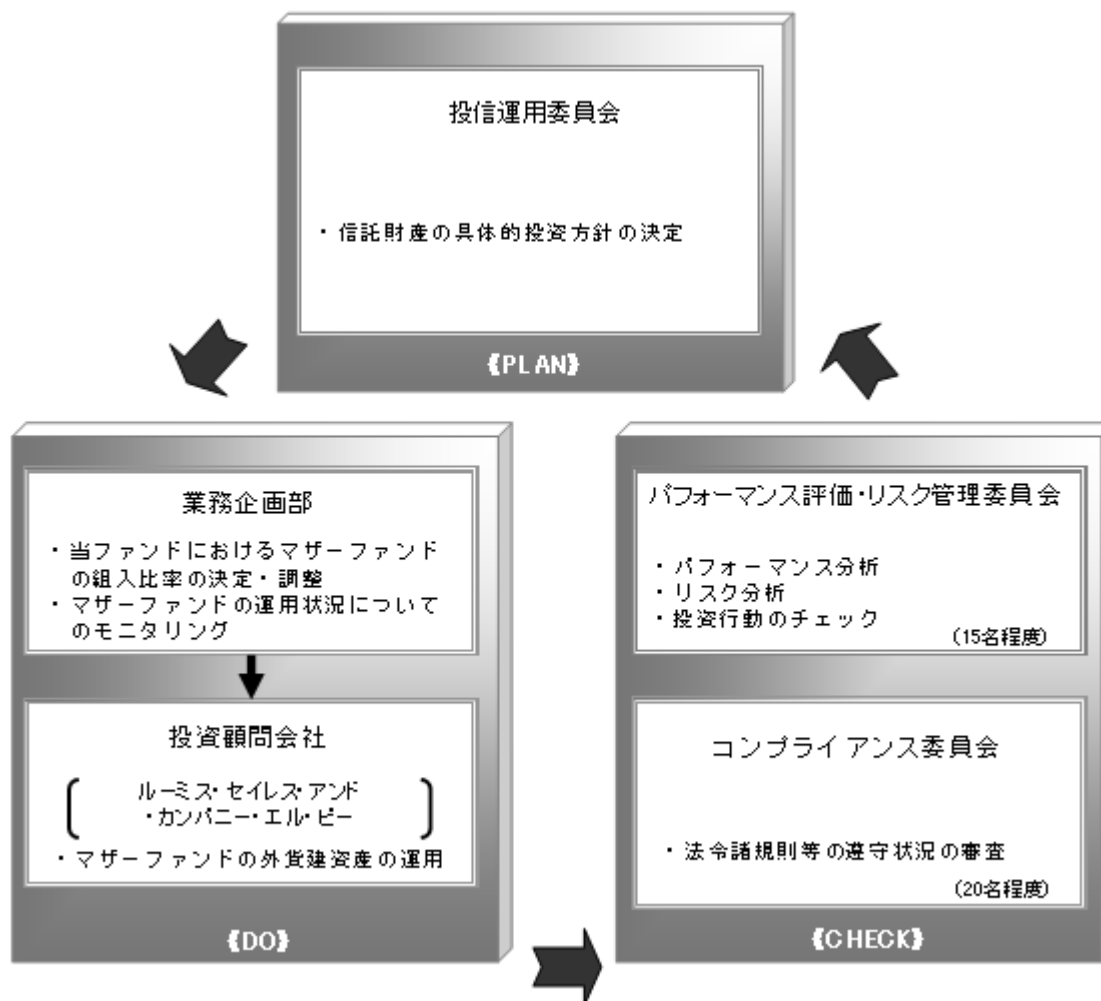 投信運用委員会
・信託財産の具体的投資方針の決定
《PLAN》
業務企画部
・当ファンドにおけるマザーファンド
の組入比率の決定・調整
・マザーファンドの運用状況について
のモニタリング
投資顧問会社
ルーミス・セイレス・アンド
・カンパニー・エル・ピー
・マザーファンドの外貨建資産の運用
《DO》
パフォーマンス評価・リスク管理委員会
・パフォーマンス分析
・リスク分析
・投資行動のチェック
(15名程度)
コンプライアンス委員会
・法令諸規則等の遵守状況の審査
(20名程度)
《CHECK》